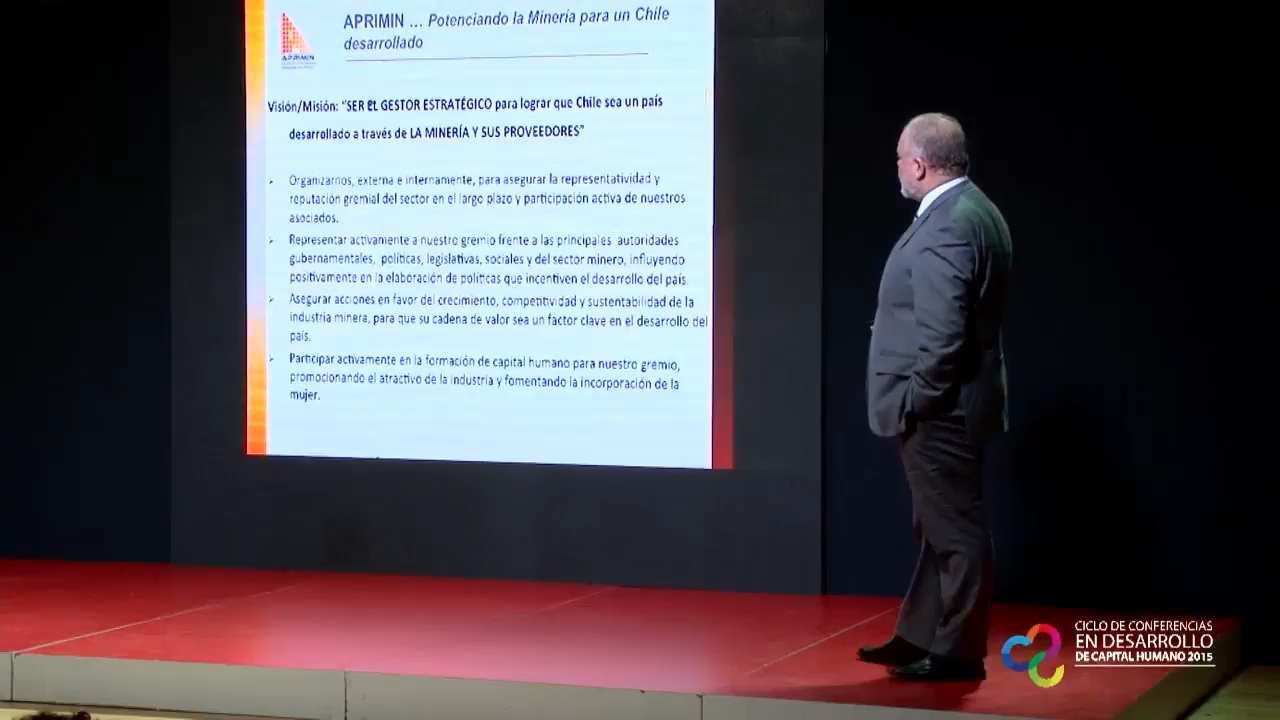 APRIMIN ... Potenciando la Minería para un Chile
desarrollado
APRIMIN
Visión/Misión: "SER EL GESTOR ESTRATÉGICO para lograr que Chile sea un país
desarrollado a través de LA MINERÍA Y SUS PROVEEDORES"
Organizarnos, externa e internamente, para asegurar la representatividad y
reputación gremial del sector en el largo plazo y participación activa de nuestros
asociados.
Representar activamente a nuestro gremio frente a las principales autoridades
gubernamentales, políticas, legislativas, sociales y del sector minero, influyendo
positivamente en la elaboración de políticas que incentiven el desarrollo del país.
Asegurar acciones en favor del crecimiento, competitividad y sustentabilidad de la
industria minera, para que su cadena de valor sea un factor clave en el desarrollo del
país.
Participar activamente en la formación de capital humano para nuestro gremio,
promocionando el atractivo de la industria y fomentando la incorporación de la
mujer.
CICLO DE CONFERENCIAS
EN DESARROLLO
DE CAPITAL HUMANO 2015